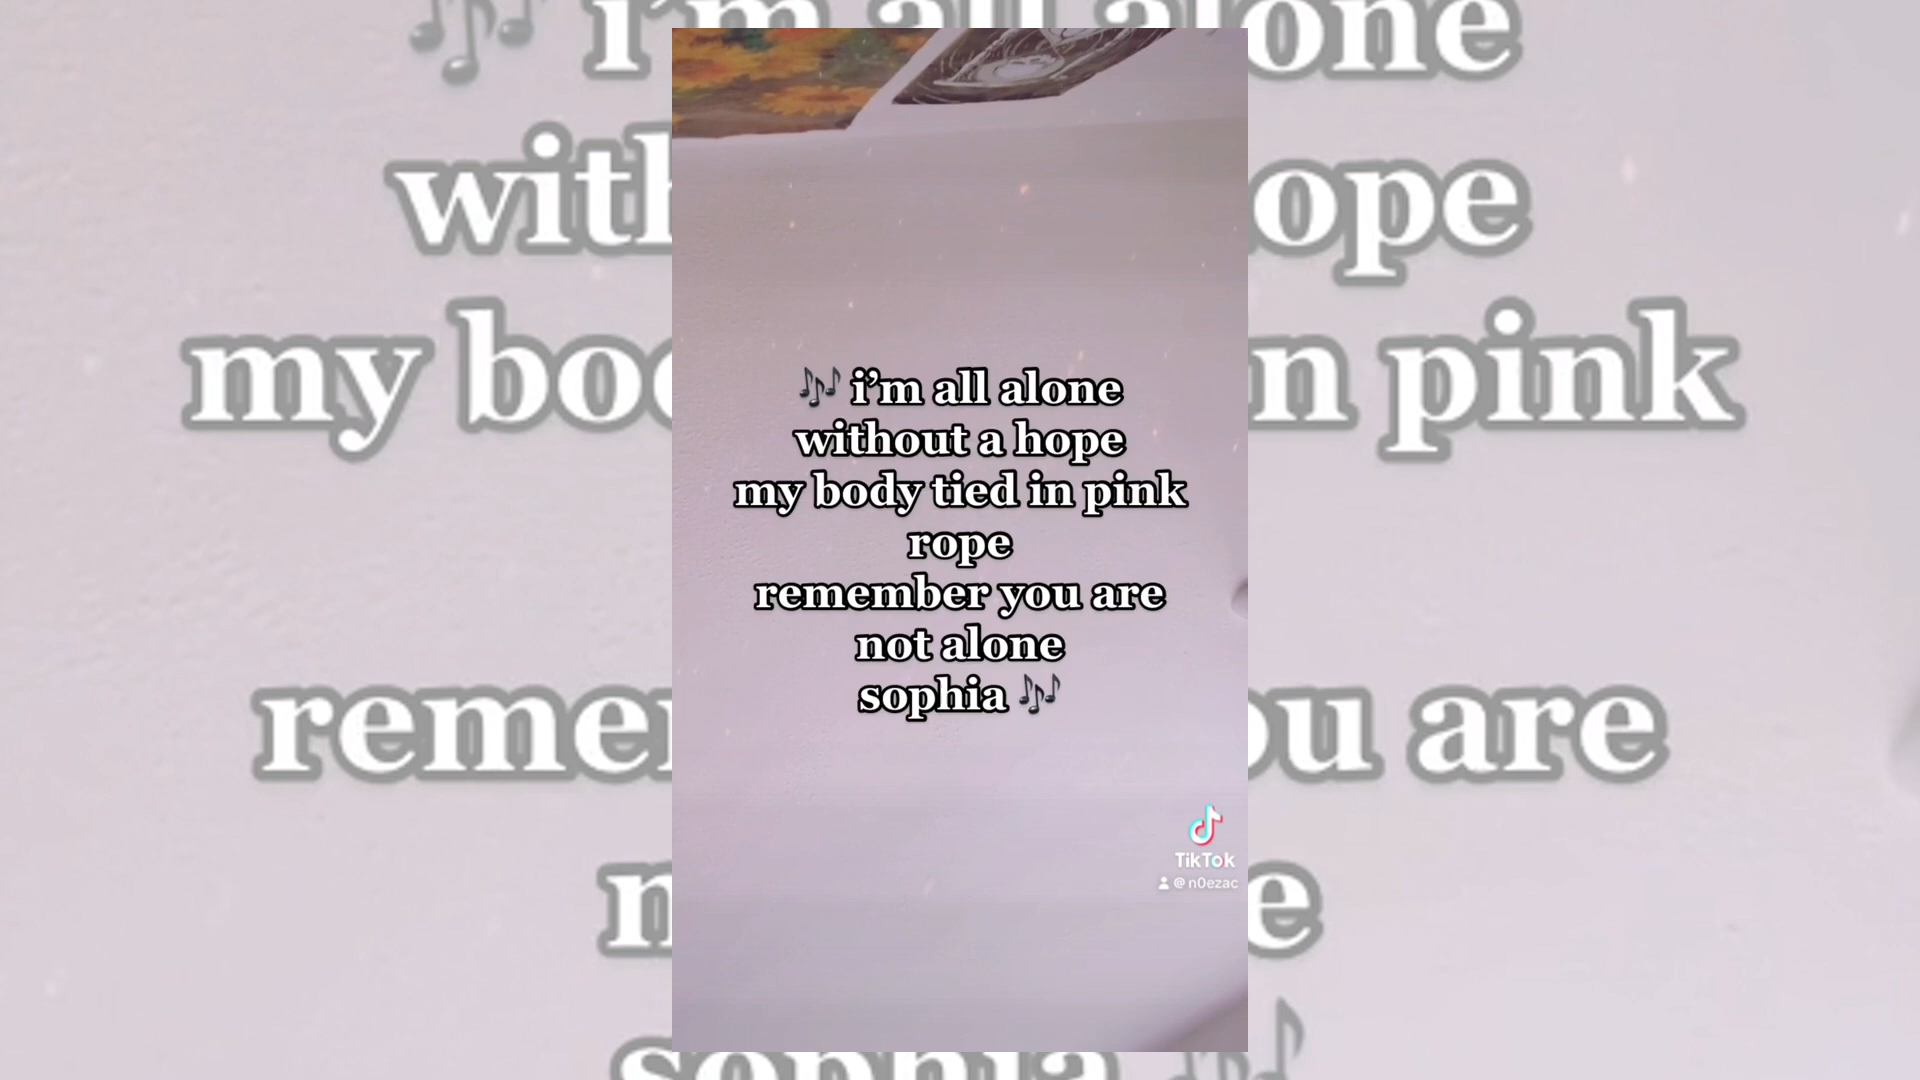 🎶 i’m all alone
without a hope
my body tied in pink
rope
remember you are
not alone
sophia 🎶
TikTok
@n0ezac